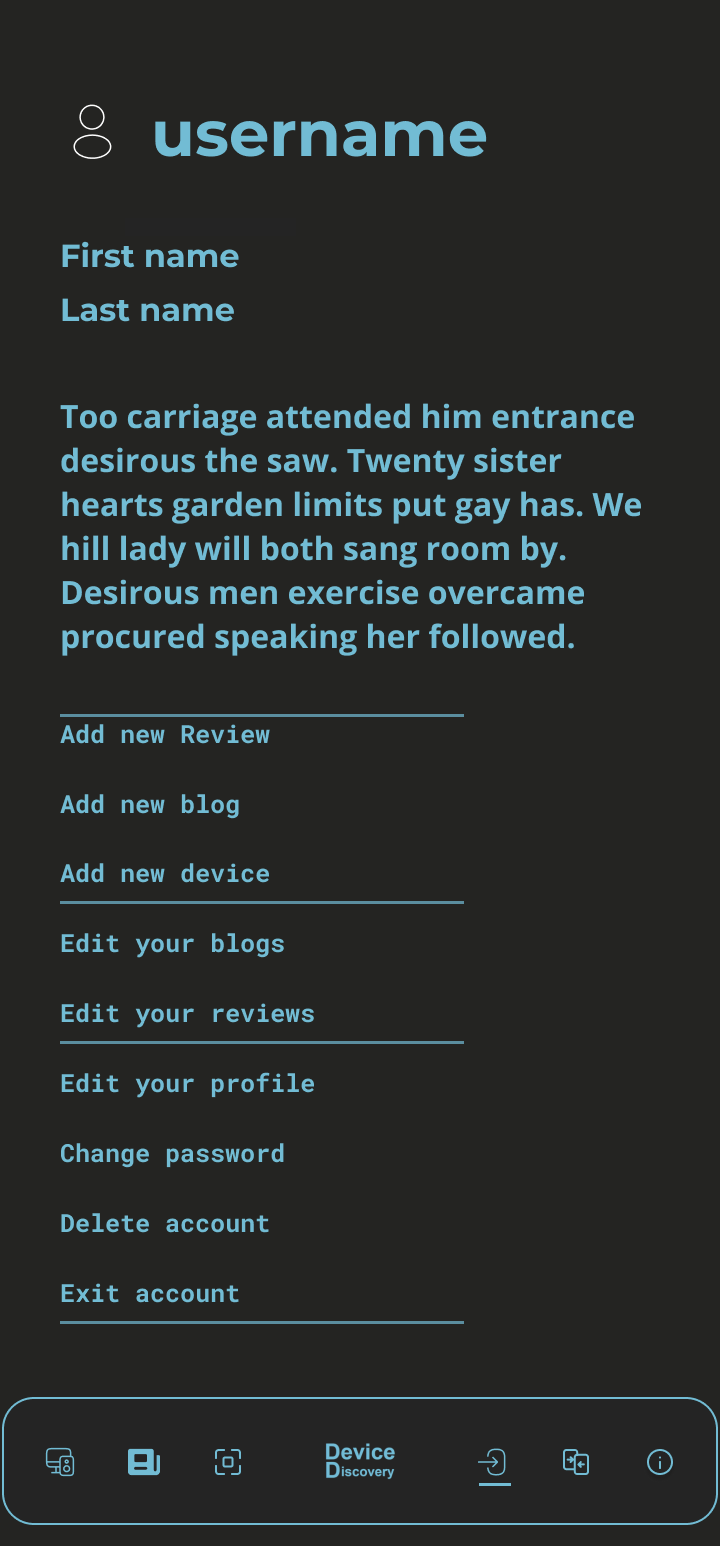 username
First name
Last name
Too carriage attended him entrance
desirous the saw. Twenty sister
hearts garden limits put gay has. We
hill lady will both sang room by.
Desirous men exercise overcame
procured speaking her followed.
Add new Review
Add new blog
Add new device
Edit your blogs
Edit your reviews
Edit your profile
Change password
Delete account
Exit account
Device
Discovery